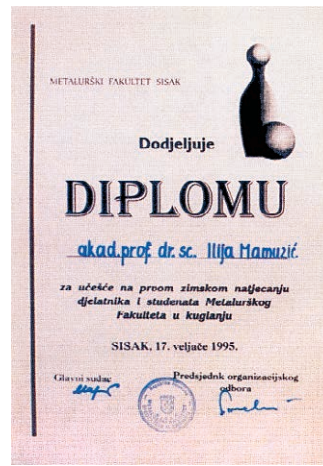 METALURŠKI FAKULTET SISAK
Dodjeljuje
DIPLOMU
akad. prof. dr. sc. Ilija Mamuzić
za učešće na prvom zimskom natjecanju
djelatnika i studenata Metalurškog
Fakulteta u kuglanju
SISAK, 17. veljače 1995.
Glavni sudac
Predsjednk organizacijskog
odbora